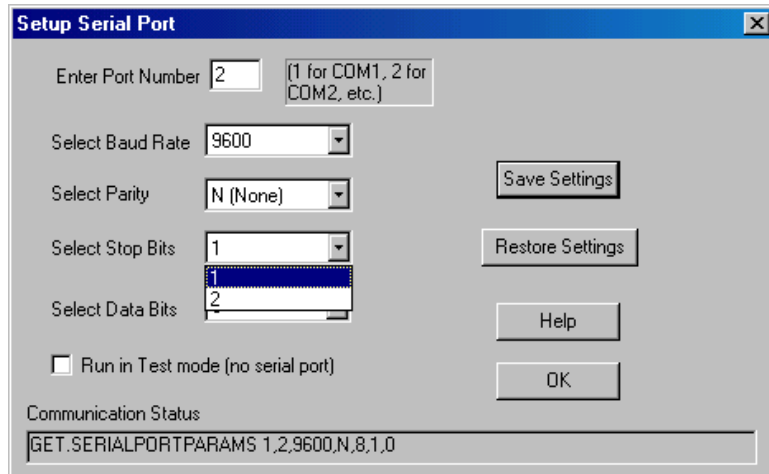 Setup Serial Port
Enter Port Number 2 (1 for COM1, 2 for
COM2, etc.)
Select Baud Rate 9600
Select Parity N (None)
Save Settings
Select Stop Bits 1
Restore Settings
1
2
Select Data Bits
Help
Run in Test mode (no serial port)
OK
Communication Status
GET.SERIALPORTPARAMS 1,2,9600,N,8,1,0